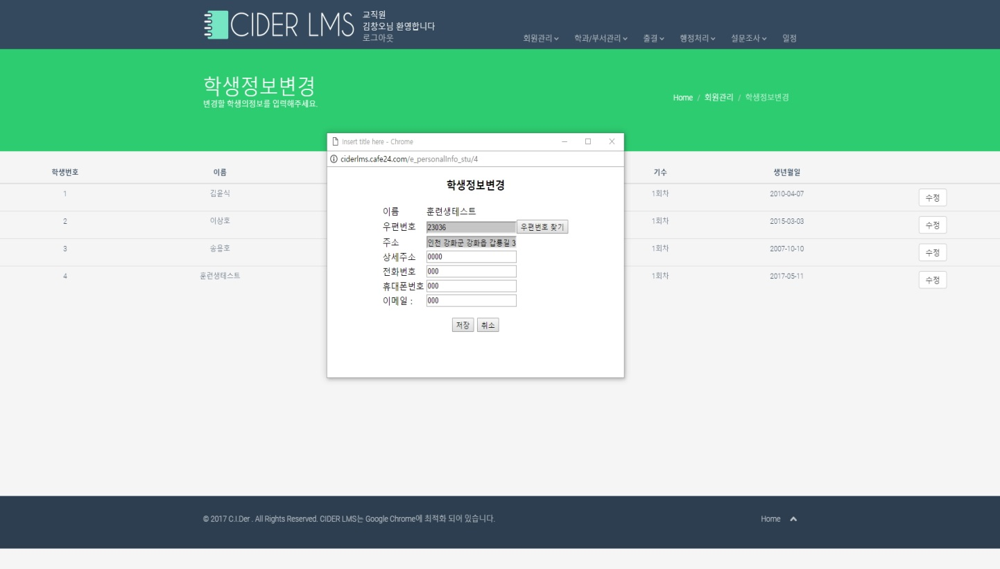 CIDER LMS
교직원
김창오님 환영합니다
로그아웃
회원관리 학과/부서관리 출결 행정처리 설문조사 일정
학생정보변경
변경할 학생의정보를 입력해주세요.
Home / 회원관리 / 학생정보변경
Insert title here - Chrome
ciderlms.cafe24.com/e_personalInfo_stu/4
학생정보변경
이름 훈련생테스트
우편번호 23036 우편번호 찾기
주소 인천 강화군 강화읍 갑룡길 3
상세주소 0000
전화번호 000
휴대폰번호 000
이메일 : 000
저장 취소
학생번호 이름 기수 생년월일
1 김윤식 1회차 2010-04-07 수정
2 이상호 1회차 2015-03-03 수정
3 송용호 1회차 2007-10-10 수정
4 훈련생테스트 1회차 2017-05-11 수정
© 2017 C.I.Der . All Rights Reserved. CIDER LMS는 Google Chrome에 최적화 되어 있습니다.
Home